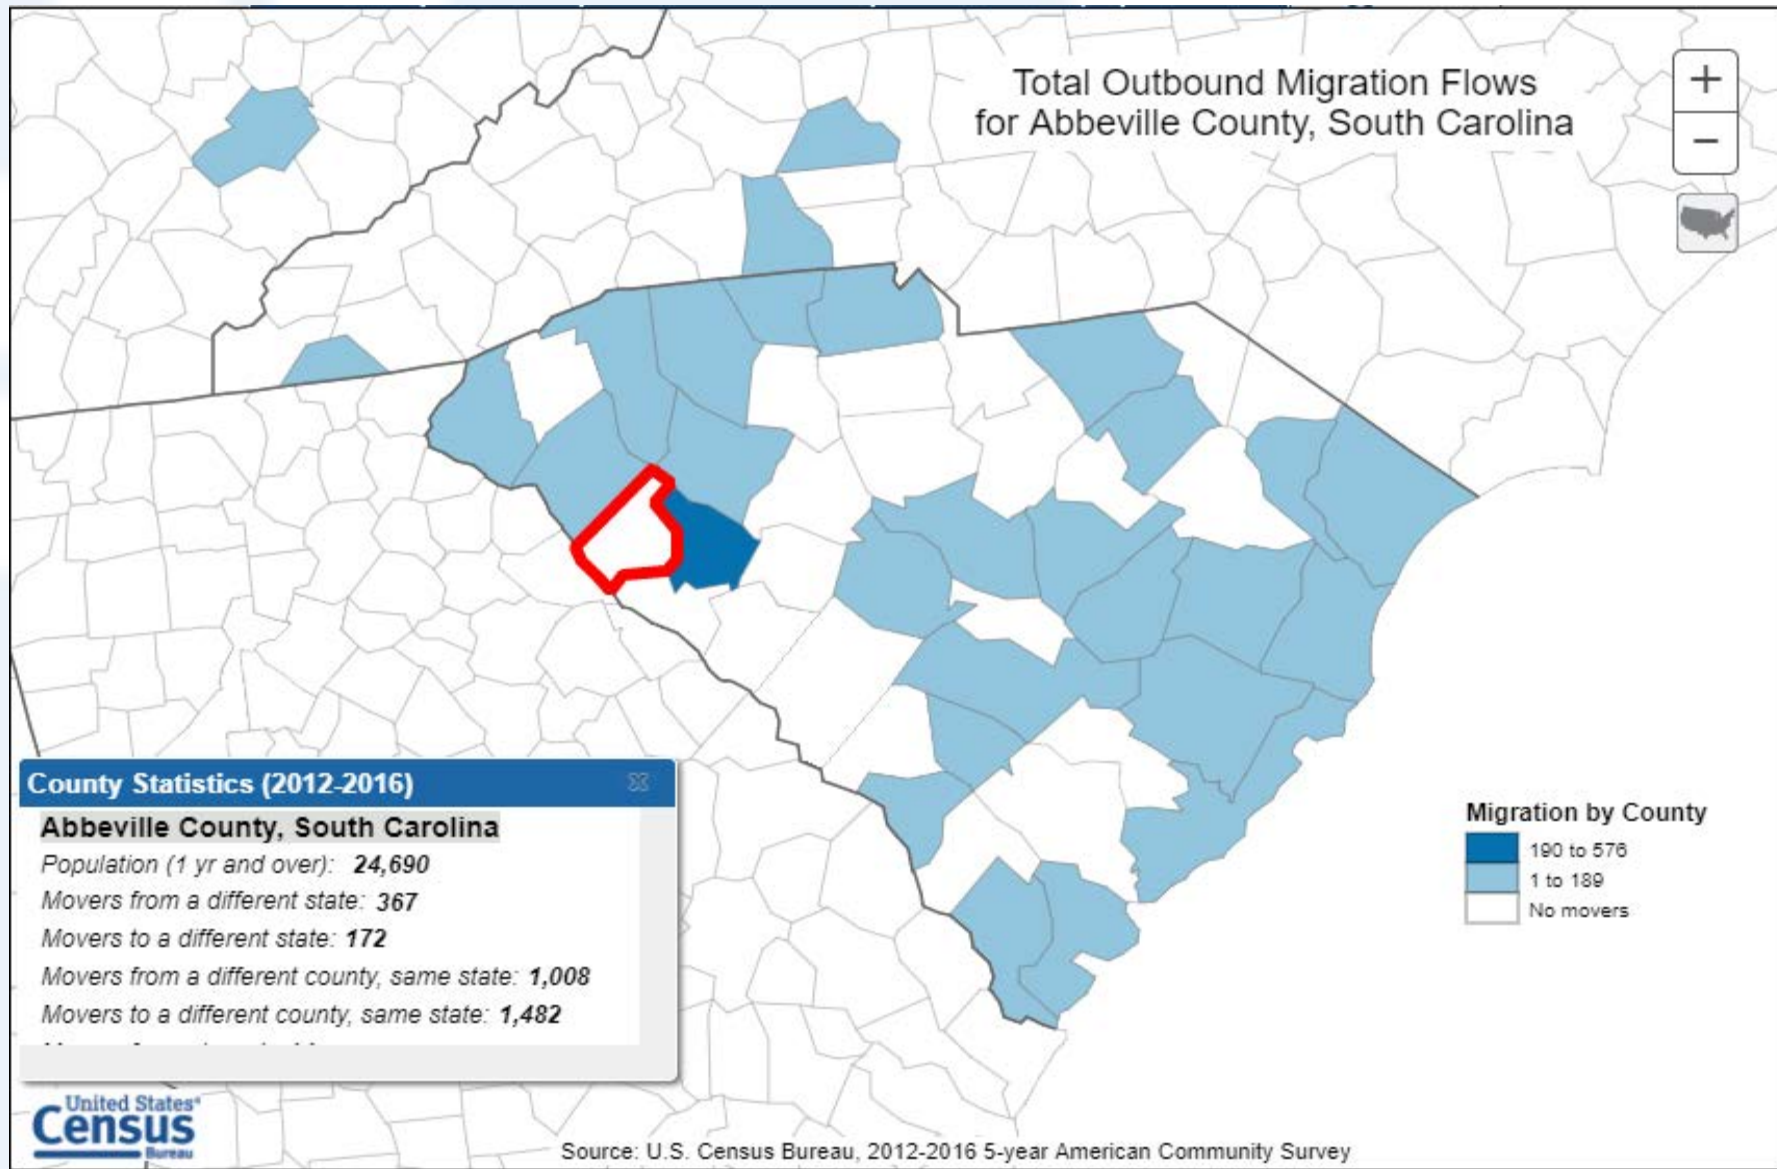 Total Outbound Migration Flows
for Abbeville County, South Carolina
+
−
County Statistics (2012-2016)
Abbeville County, South Carolina
Population (1 yr and over): 24,690
Movers from a different state: 367
Movers to a different state: 172
Movers from a different county, same state: 1,008
Movers to a different county, same state: 1,482
Migration by County
190 to 576
1 to 189
No movers
United States®
Census
Bureau
Source: U.S. Census Bureau, 2012-2016 5-year American Community Survey